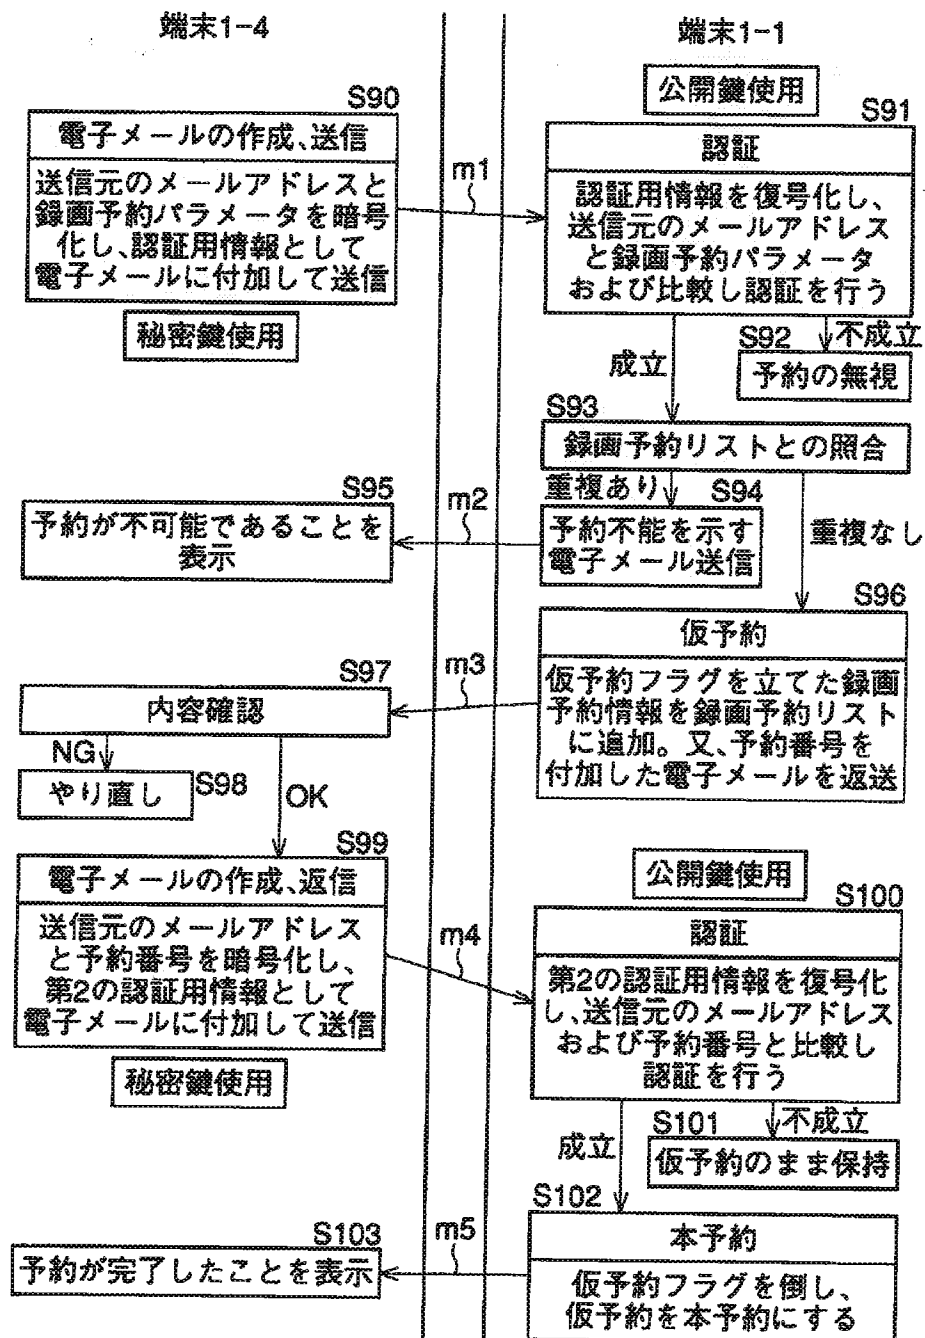 端末1-4
端末1-1
公開鍵使用
S90
電子メールの作成、送信
送信元のメールアドレスと
録画予約パラメータを暗号
化し、認証用情報として
電子メールに付加して送信
秘密鍵使用
m1
S91
認証
認証用情報を復号化し、
送信元のメールアドレス
と録画予約パラメータ
および比較し認証を行う
S92
不成立
予約の無視
成立
S93
録画予約リストとの照合
重複あり
S94
予約不能を示す
電子メール送信
重複なし
m2
S95
予約が不可能であることを
表示
S96
仮予約
仮予約フラグを立てた録画
予約情報を録画予約リスト
に追加。又、予約番号を
付加した電子メールを返送
m3
S97
内容確認
NG
やり直し
S98
OK
S99
電子メールの作成、返信
送信元のメールアドレス
と予約番号を暗号化し、
第2の認証用情報として
電子メールに付加して送信
秘密鍵使用
m4
公開鍵使用
S100
認証
第2の認証用情報を復号化
し、送信元のメールアドレス
および予約番号と比較し
認証を行う
S101
不成立
仮予約のまま保持
成立
S102
本予約
仮予約フラグを倒し、
仮予約を本予約にする
m5
S103
予約が完了したことを表示